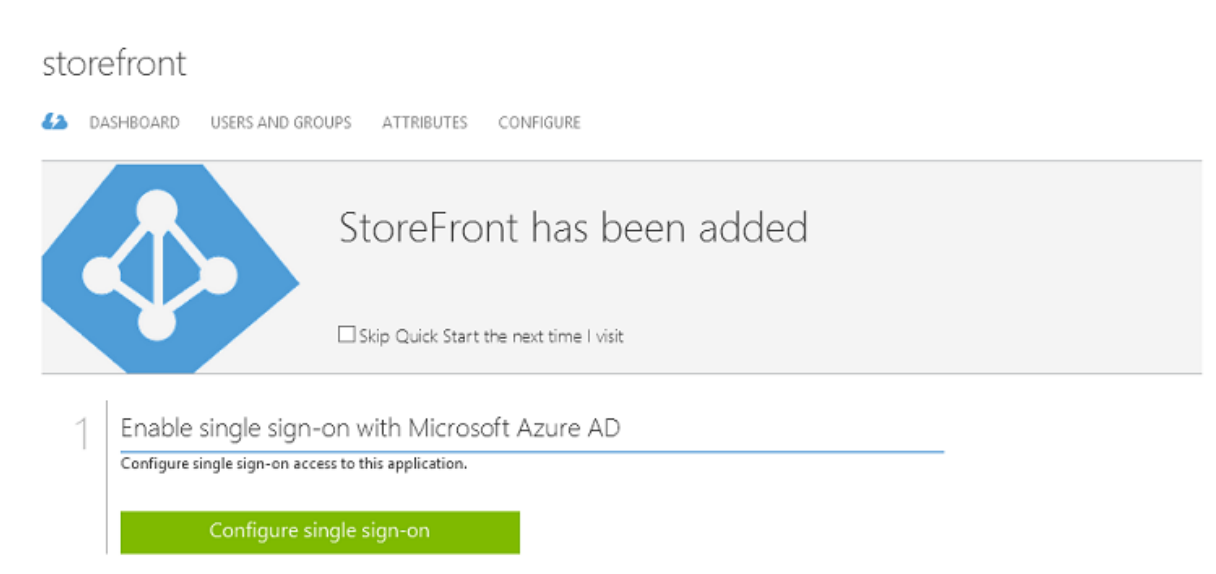 storefront
DASHBOARD USERS AND GROUPS ATTRIBUTES CONFIGURE
StoreFront has been added
Skip Quick Start the next time I visit
1 Enable single sign-on with Microsoft Azure AD
Configure single sign-on access to this application.
Configure single sign-on